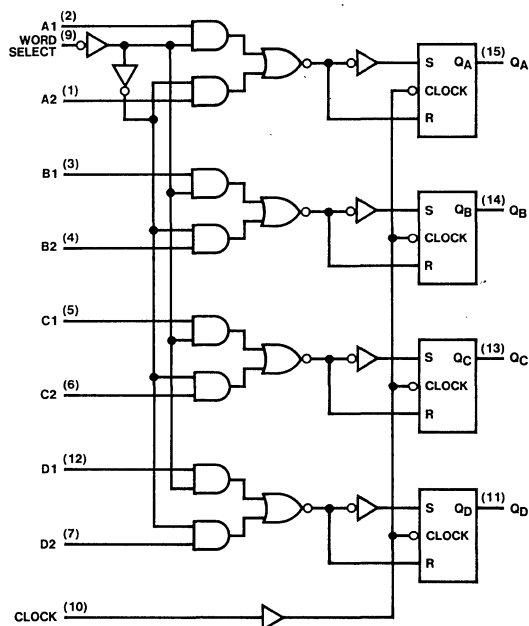 A1 (2)
WORD SELECT (9)
A2 (1)
S QA (15) QA
CLOCK
R
B1 (3)
B2 (4)
S QB (14) QB
CLOCK
R
C1 (5)
C2 (6)
S QC (13) QC
CLOCK
R
D1 (12)
D2 (7)
S QD (11) QD
CLOCK
R
CLOCK (10)